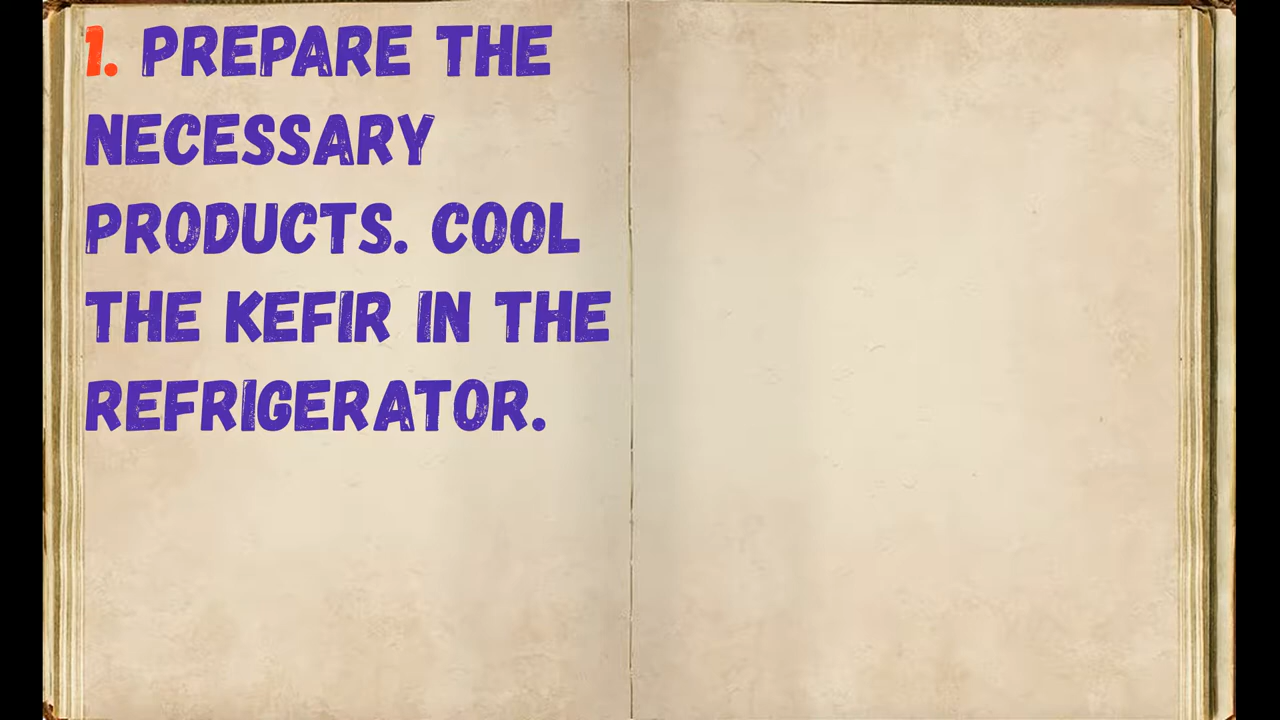 1. PREPARE THE
NECESSARY
PRODUCTS. COOL
THE KEFIR IN THE
REFRIGERATOR.